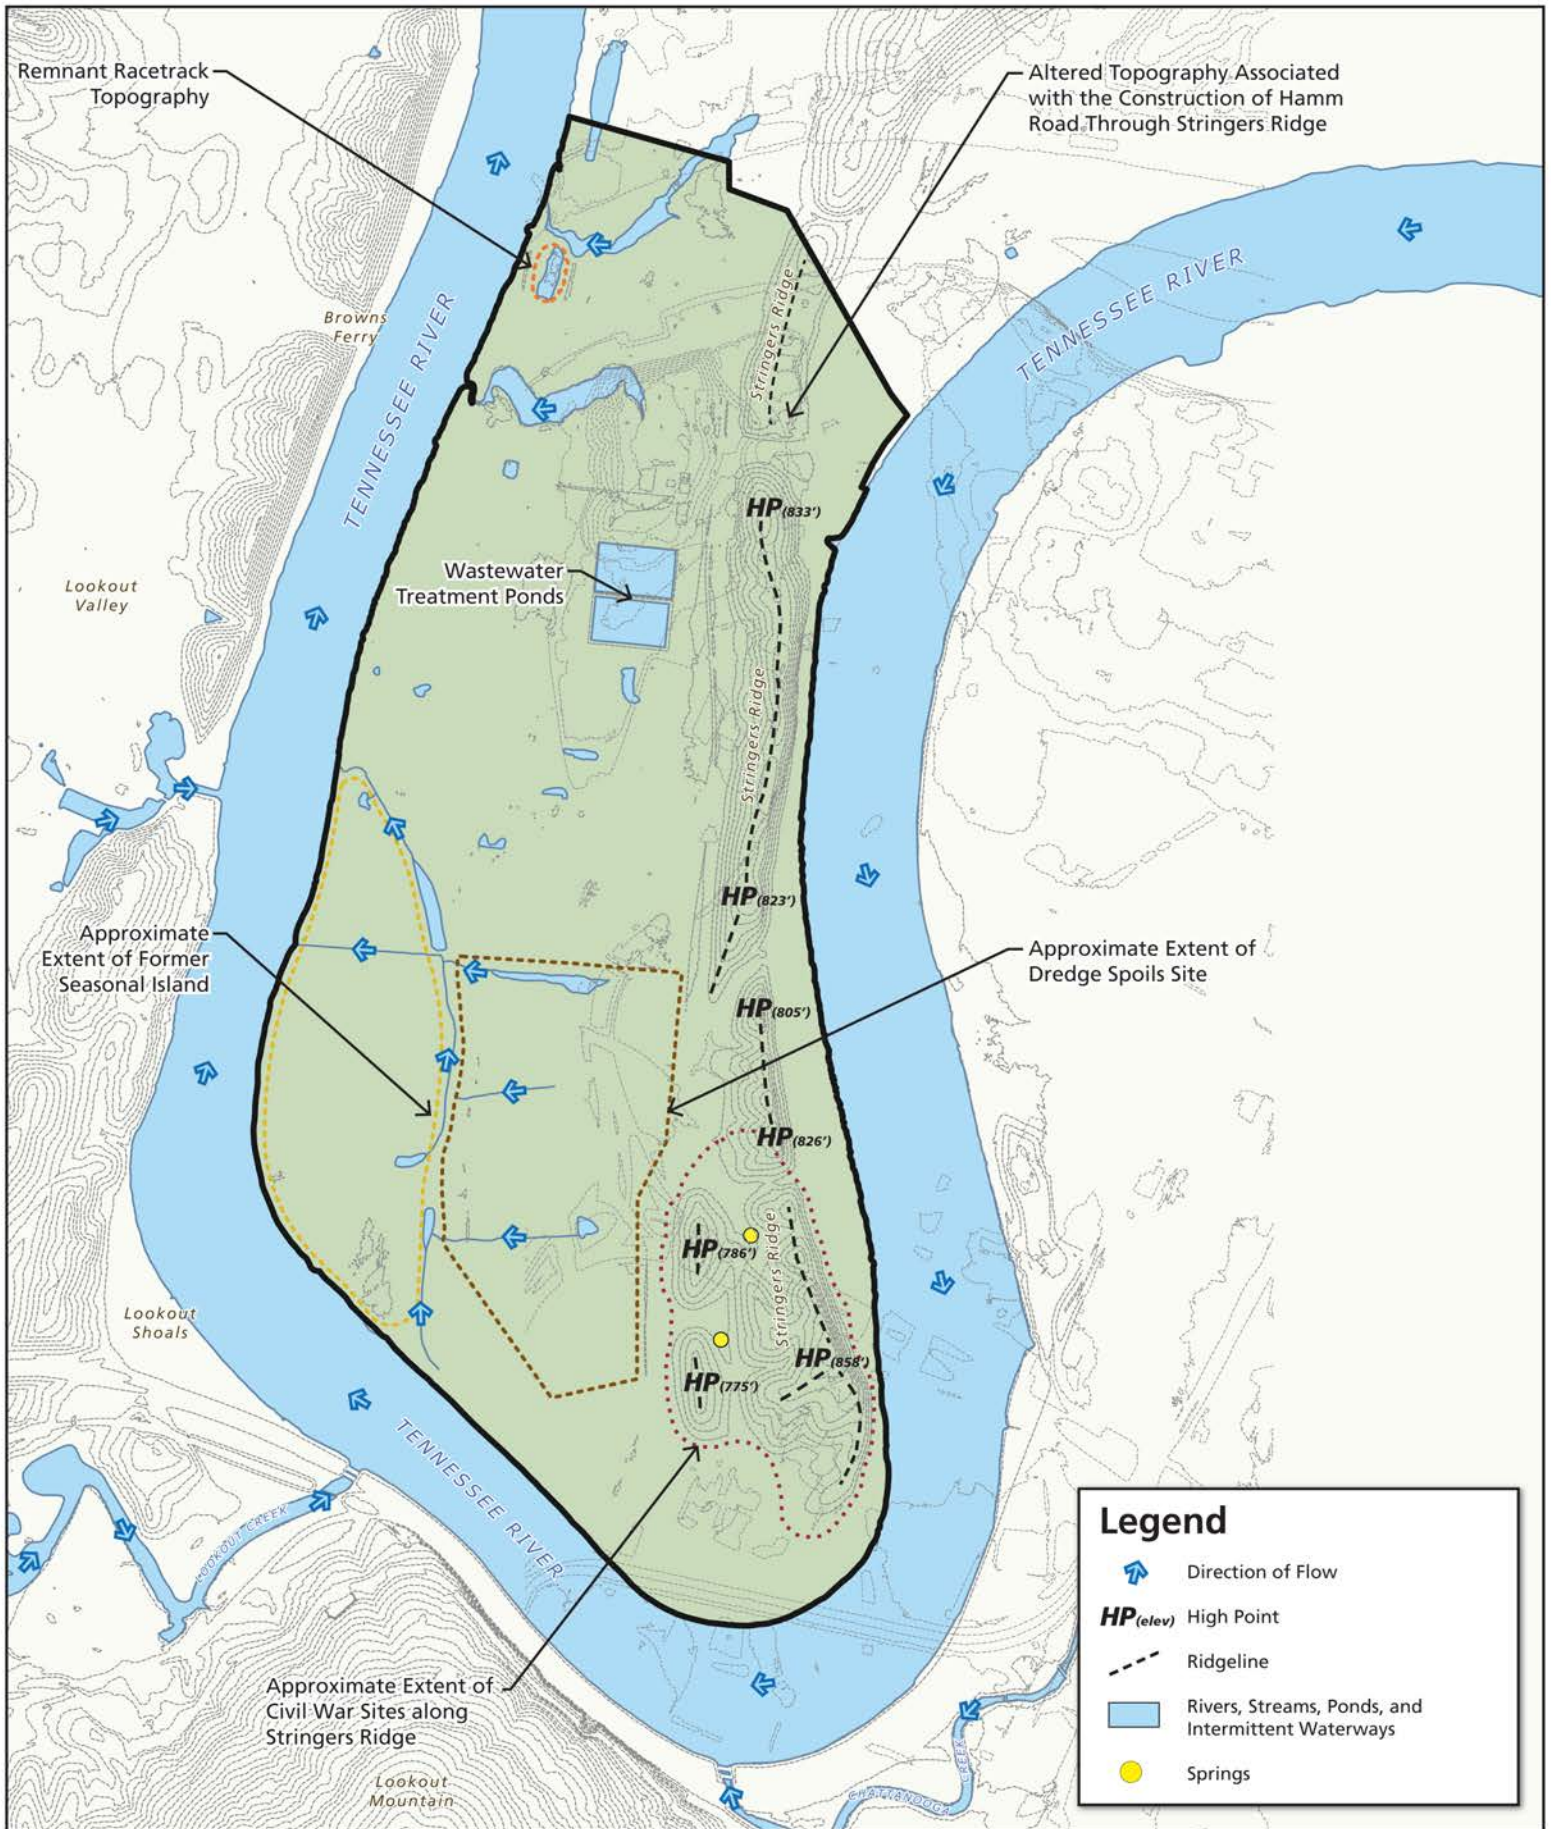 Remnant Racetrack
Topography
Altered Topography Associated
with the Construction of Hamm
Road Through Stringers Ridge
TENNESSEE RIVER
Browns
Ferry
TENNESSEE RIVER
Stringers Ridge
HP(833')
Wastewater
Treatment Ponds
Lookout
Valley
Stringers Ridge
HP(823')
Approximate
Extent of Former
Seasonal Island
Approximate Extent of
Dredge Spoils Site
HP(805')
HP(826')
HP(786')
Stringers Ridge
Lookout
Shoals
HP(858')
HP(775')
TENNESSEE RIVER
LOOKOUT CREEK
Approximate Extent of
Civil War Sites along
Stringers Ridge
Lookout
Mountain
CHATTANOOGA CREEK
Legend
Direction of Flow
HP(elev) High Point
Ridgeline
Rivers, Streams, Ponds, and
Intermittent Waterways
Springs